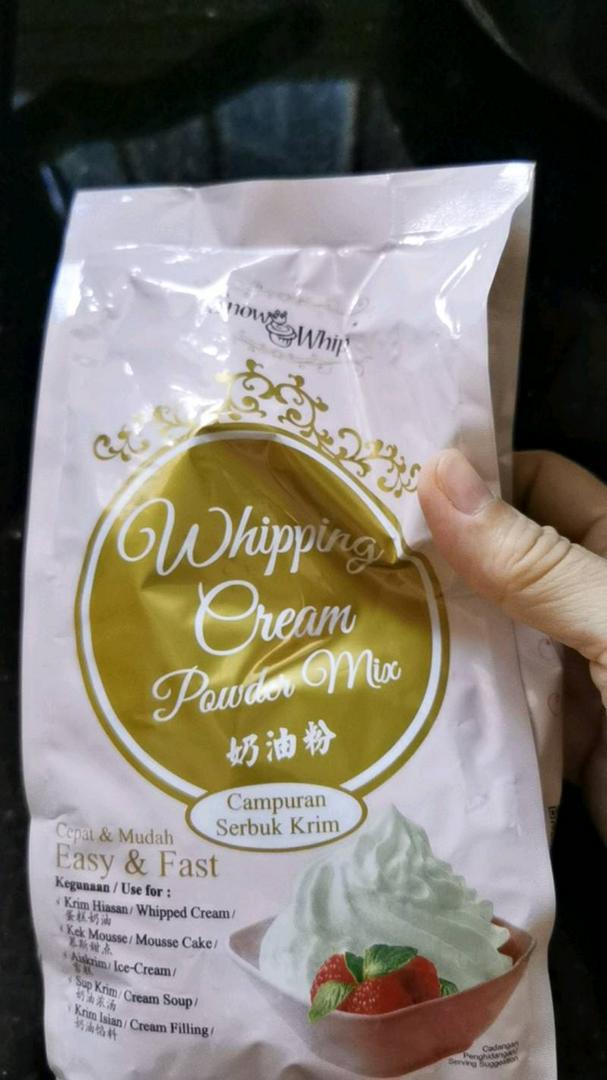 Snow Whip
Whipping
Cream
Powder Mix
奶油粉
Campuran
Serbuk Krim
Cepat & Mudah
Easy & Fast
Kegunaan / Use for :
√ Krim Hiasan / Whipped Cream /
蛋糕奶油
√ Kek Mousse / Mousse Cake /
慕斯甜点
√ Aiskrim / Ice-Cream /
雪糕
√ Sup Krim / Cream Soup /
奶油浓汤
√ Krim Isian / Cream Filling /
奶油馅料
Cadangan
Penghidangan/
Serving Suggestion